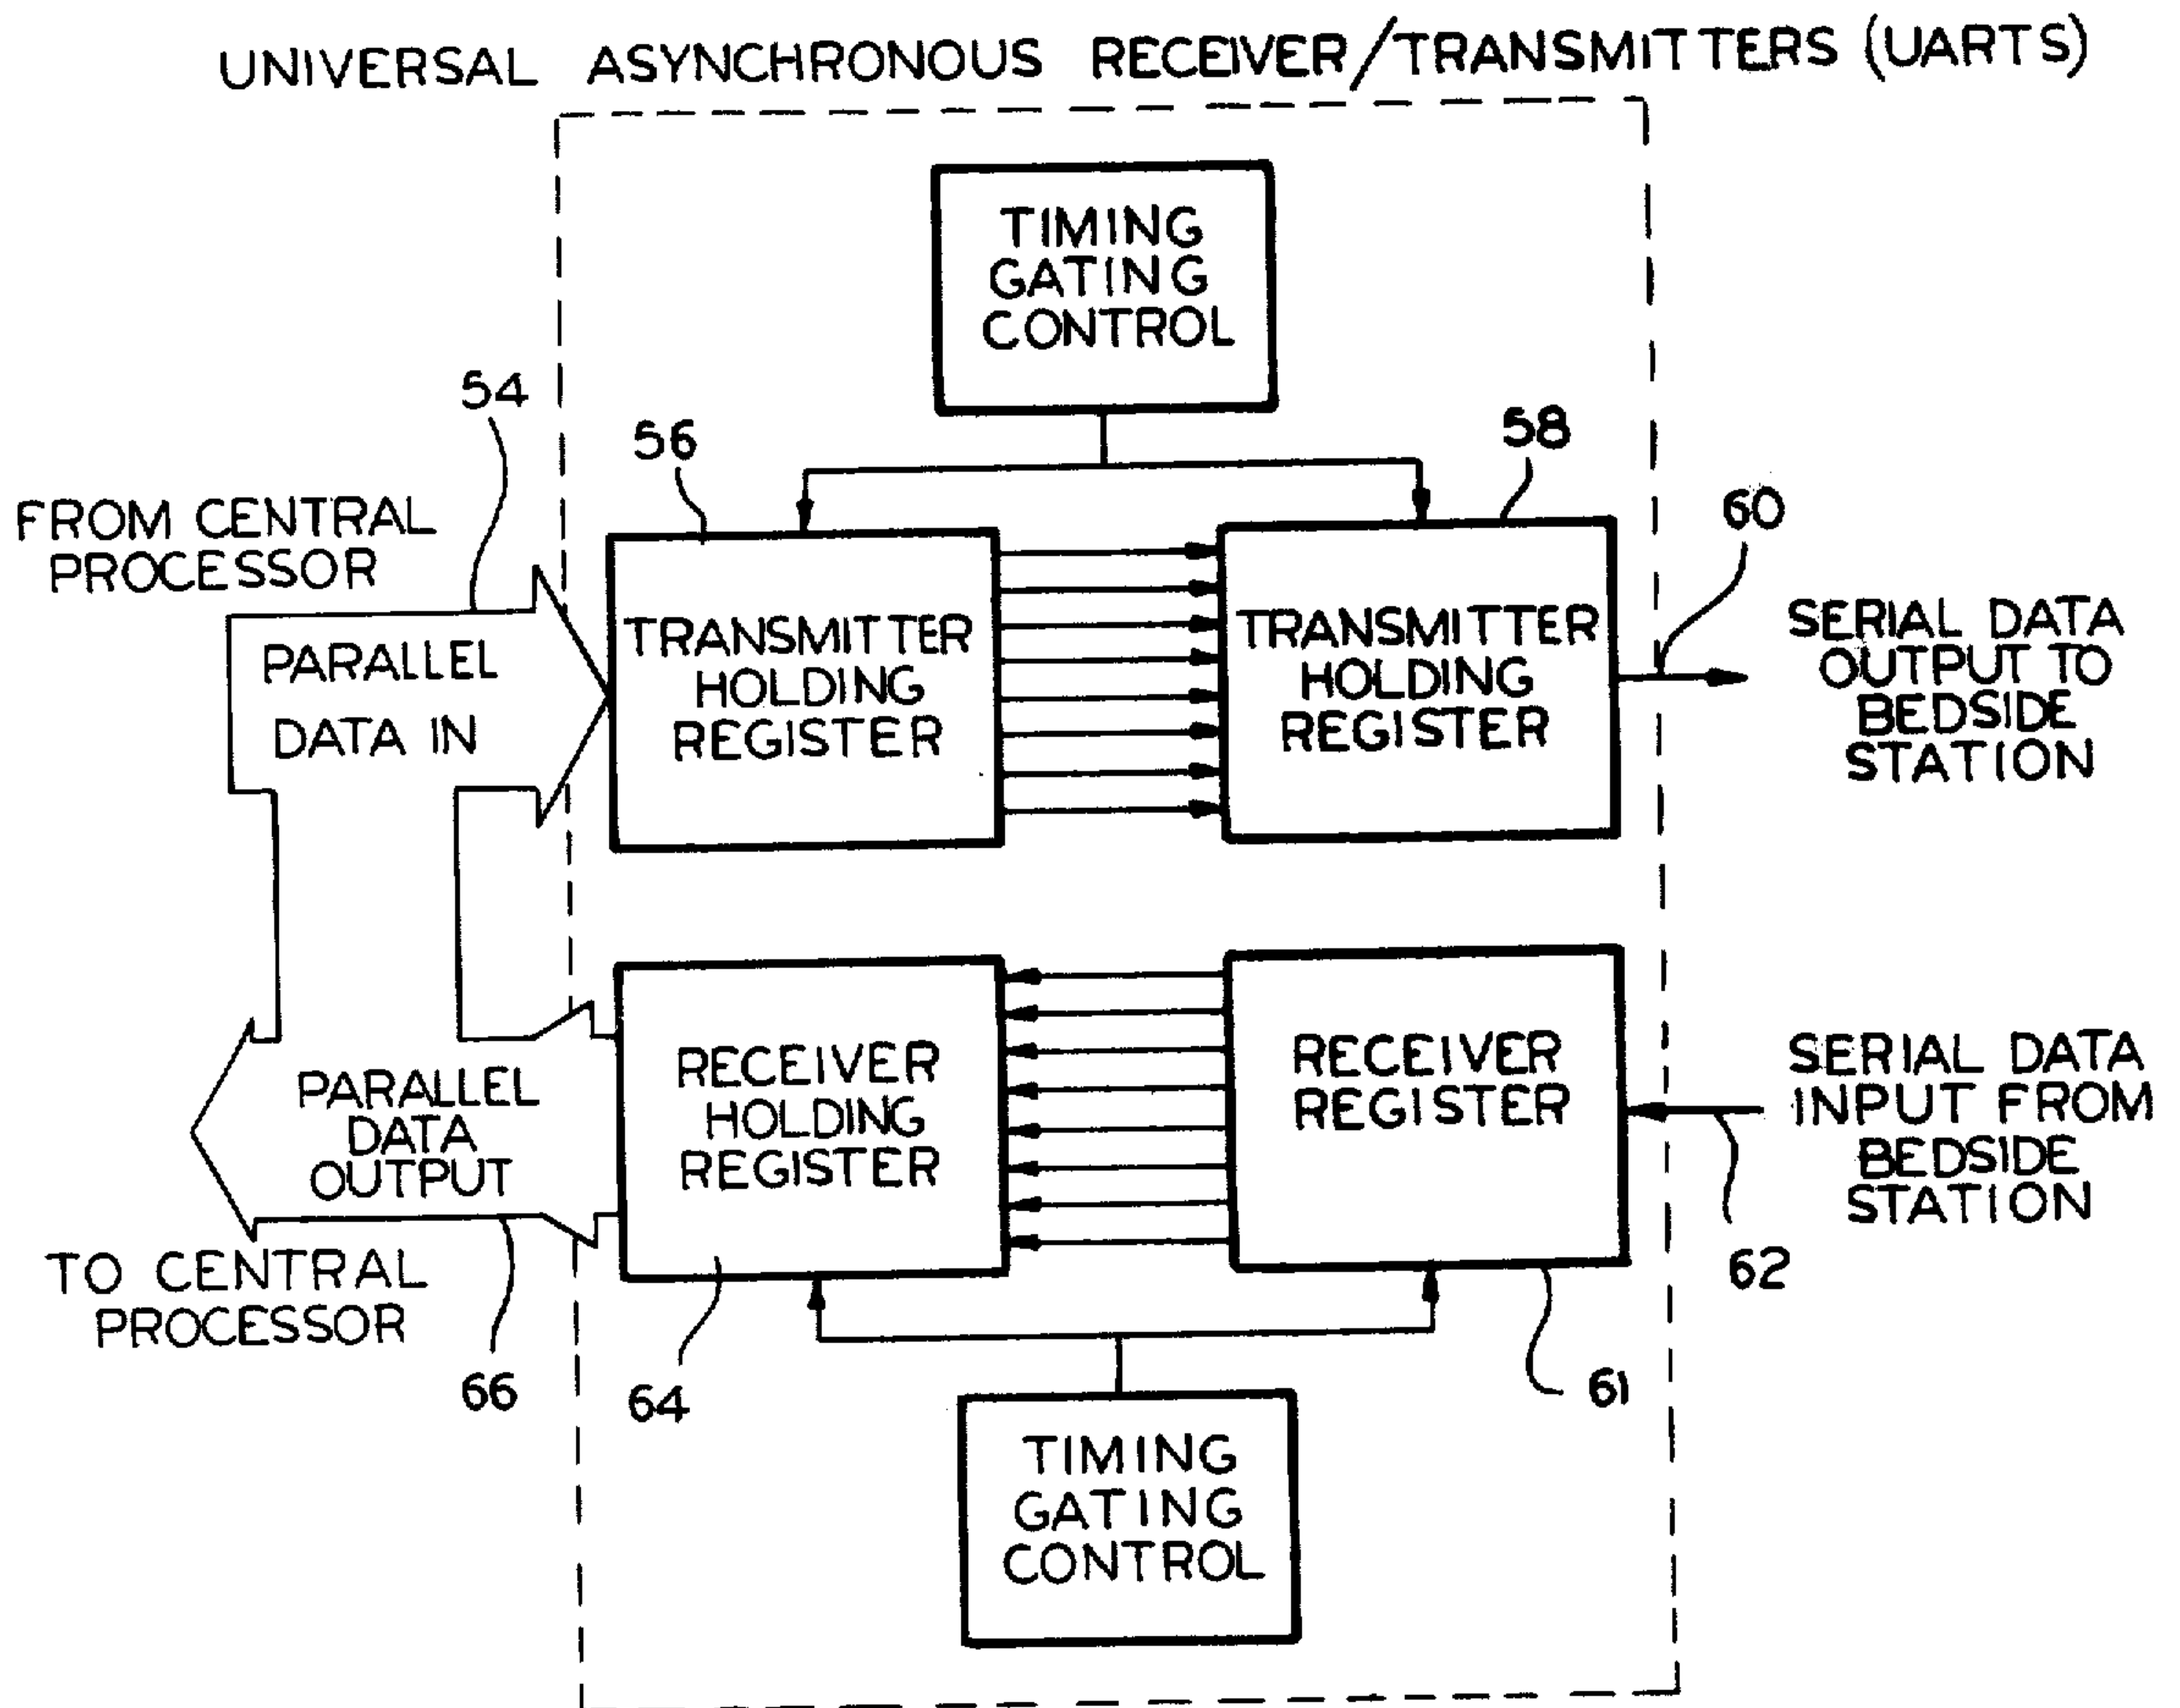 UNIVERSAL ASYNCHRONOUS RECEIVER/TRANSMITTERS (UARTS)
TIMING
GATING
CONTROL
54
56
58
60
FROM CENTRAL
PROCESSOR
PARALLEL
DATA IN
TRANSMITTER
HOLDING
REGISTER
TRANSMITTER
HOLDING
REGISTER
SERIAL DATA
OUTPUT TO
BEDSIDE
STATION
PARALLEL
DATA
OUTPUT
RECEIVER
HOLDING
REGISTER
RECEIVER
REGISTER
SERIAL DATA
INPUT FROM
BEDSIDE
STATION
TO CENTRAL
PROCESSOR
62
66
64
61
TIMING
GATING
CONTROL